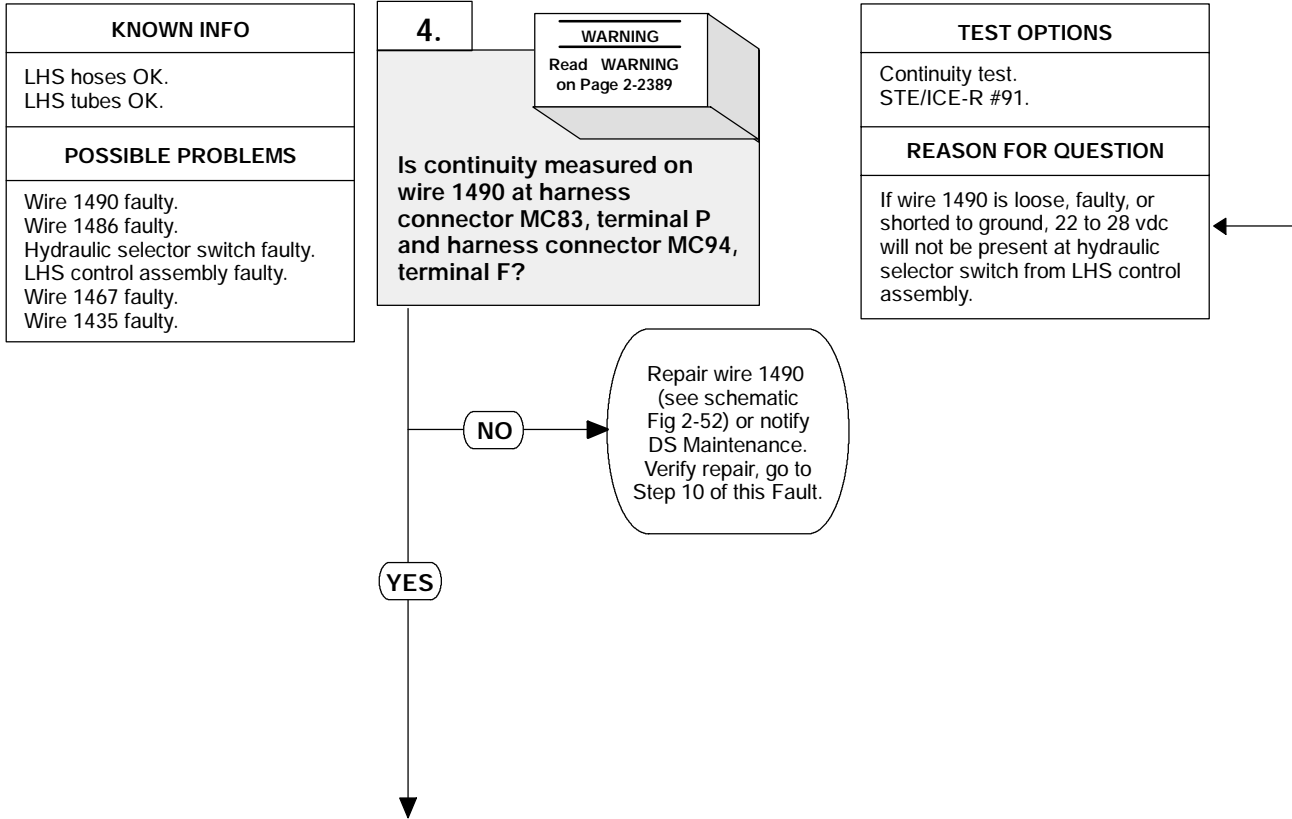 KNOWN INFO
LHS hoses OK.
LHS tubes OK.
POSSIBLE PROBLEMS
Wire 1490 faulty.
Wire 1486 faulty.
Hydraulic selector switch faulty.
LHS control assembly faulty.
Wire 1467 faulty.
Wire 1435 faulty.
4.
WARNING
Read WARNING
on Page 2-2389
Is continuity measured on
wire 1490 at harness
connector MC83, terminal P
and harness connector MC94,
terminal F?
TEST OPTIONS
Continuity test.
STE/ICE-R #91.
REASON FOR QUESTION
If wire 1490 is loose, faulty, or
shorted to ground, 22 to 28 vdc
will not be present at hydraulic
selector switch from LHS control
assembly.
NO
Repair wire 1490
(see schematic
Fig 2-52) or notify
DS Maintenance.
Verify repair, go to
Step 10 of this Fault.
YES